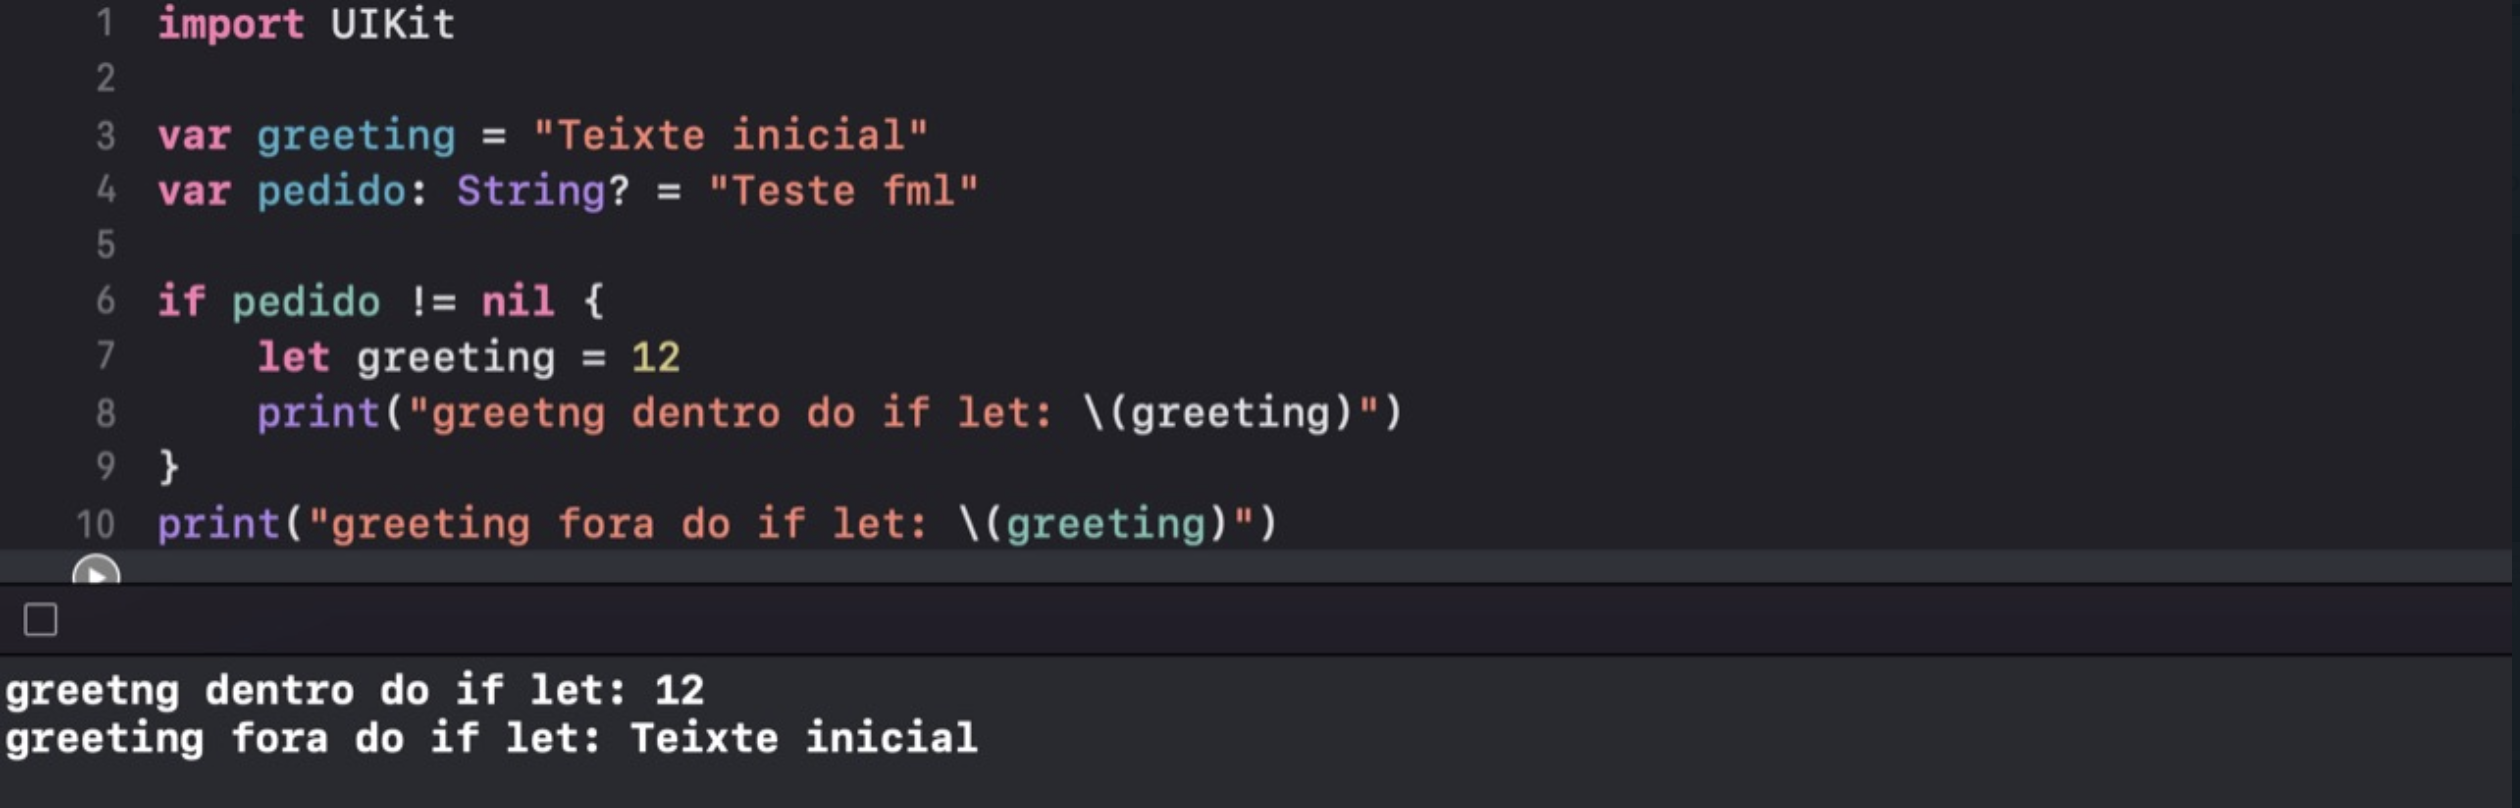 1 import UIKit
2
3 var greeting = "Teixte inicial"
4 var pedido: String? = "Teste fml"
5
6 if pedido != nil {
7     let greeting = 12
8     print("greetng dentro do if let: \(greeting)")
9 }
10 print("greeting fora do if let: \(greeting)")
greetng dentro do if let: 12
greeting fora do if let: Teixte inicial